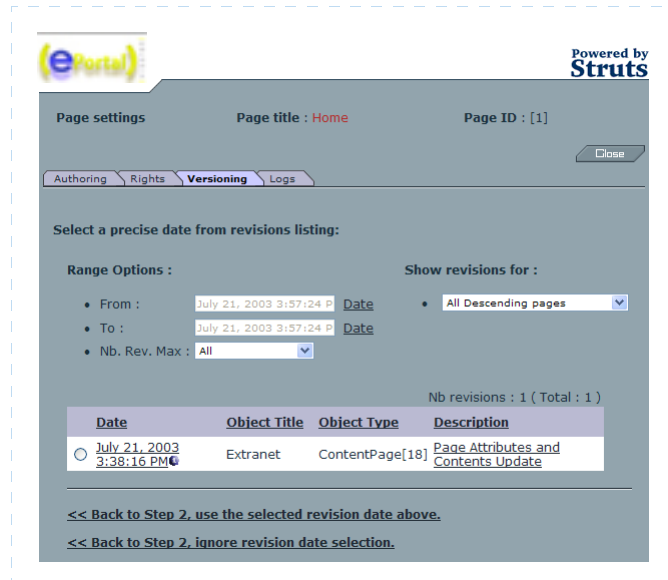 (ePortal)
Powered by
Struts
Page settings Page title : Home Page ID : [1]
Close
Authoring Rights Versioning Logs
Select a precise date from revisions listing:
Range Options : Show revisions for :
• From : July 21, 2003 3:57:24 P Date • All Descending pages
• To : July 21, 2003 3:57:24 P Date
• Nb. Rev. Max : All
Nb revisions : 1 ( Total : 1 )
Date Object Title Object Type Description
July 21, 2003
3:38:16 PM Extranet ContentPage[18] Page Attributes and
Contents Update
<< Back to Step 2, use the selected revision date above.
<< Back to Step 2, ignore revision date selection.